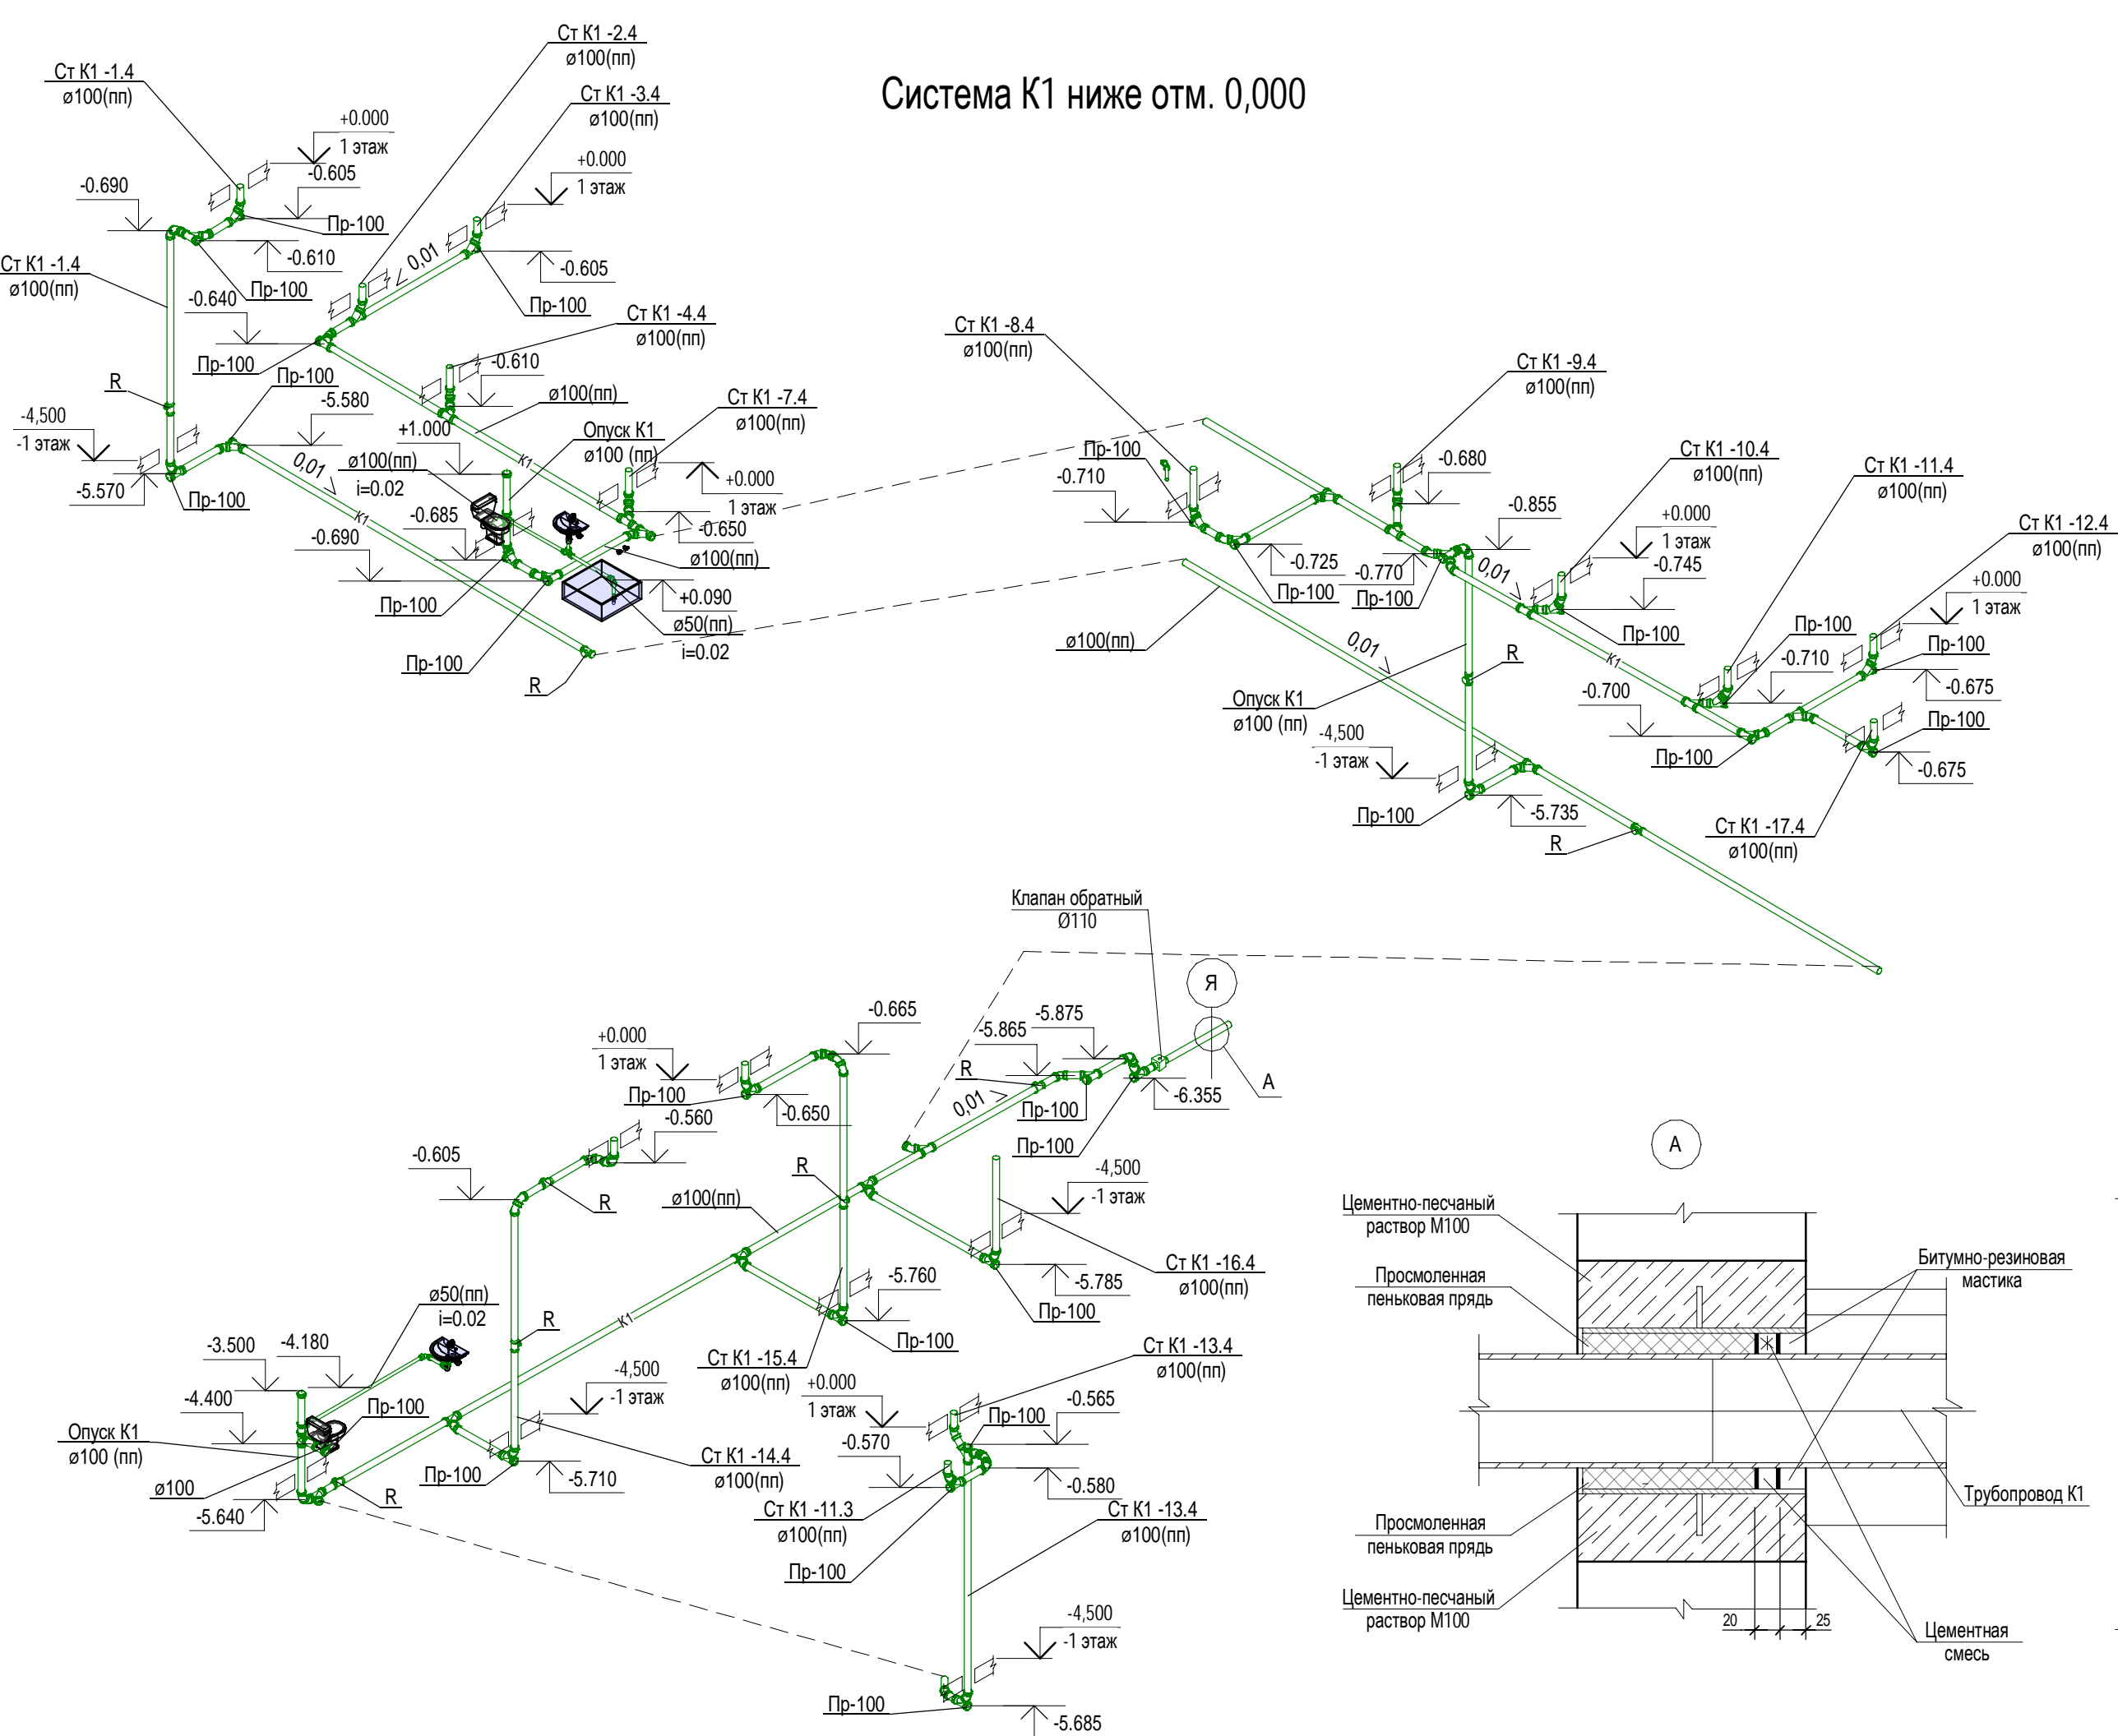 Система К1 ниже отм. 0,000
Ст К1 -2.4
ø100(пп)
Ст К1 -1.4
ø100(пп)
Ст К1 -3.4
ø100(пп)
+0.000
1 этаж
-0.605
+0.000
1 этаж
-0.690
Пр-100
-0.610
0,01
-0.605
Ст К1 -1.4
ø100(пп)
Пр-100
-0.640
Пр-100
Ст К1 -4.4
ø100(пп)
Пр-100
-0.610
R
Пр-100
ø100(пп)
Ст К1 -7.4
ø100(пп)
-4,500
-1 этаж
-5.580
+1.000
Опуск К1
ø100 (пп)
0,01
ø100(пп)
i=0.02
К1
+0.000
1 этаж
-5.570
Пр-100
К1
-0.685
-0.650
-0.690
ø100(пп)
Пр-100
+0.090
ø50(пп)
i=0.02
Пр-100
R
Ст К1 -8.4
ø100(пп)
Ст К1 -9.4
ø100(пп)
Пр-100
-0.710
-0.680
Ст К1 -10.4
ø100(пп)
Ст К1 -11.4
ø100(пп)
-0.855
+0.000
1 этаж
Ст К1 -12.4
ø100(пп)
-0.725
-0.770
0,01
-0.745
+0.000
1 этаж
Пр-100
Пр-100
Пр-100
Пр-100
ø100(пп)
0,01
R
К1
-0.710
Пр-100
-0.675
Опуск К1
ø100 (пп)
-0.700
Пр-100
-4,500
-1 этаж
Пр-100
-0.675
Пр-100
-5.735
R
Ст К1 -17.4
ø100(пп)
Клапан обратный
Ø110
Я
-0.665
-5.875
-5.865
+0.000
1 этаж
R
А
Пр-100
-0.650
0,01
Пр-100
-6.355
-0.560
Пр-100
-0.605
R
R
ø100(пп)
-4,500
-1 этаж
Ст К1 -16.4
ø100(пп)
-5.760
-5.785
Пр-100
ø50(пп)
i=0.02
R
К1
Пр-100
-3.500
-4.180
Ст К1 -15.4
ø100(пп)
Ст К1 -13.4
ø100(пп)
-4,500
-1 этаж
+0.000
1 этаж
-4.400
Пр-100
-0.565
Пр-100
Опуск К1
ø100 (пп)
-0.570
Ст К1 -14.4
ø100(пп)
Пр-100
-5.710
-0.580
ø100
R
-5.640
Ст К1 -11.3
ø100(пп)
Ст К1 -13.4
ø100(пп)
Пр-100
-4,500
-1 этаж
Пр-100
-5.685
А
Цементно-песчаный
раствор М100
Битумно-резиновая
мастика
Просмоленная
пеньковая прядь
Трубопровод К1
Просмоленная
пеньковая прядь
Цементно-песчаный
раствор М100
20
25
Цементная
смесь